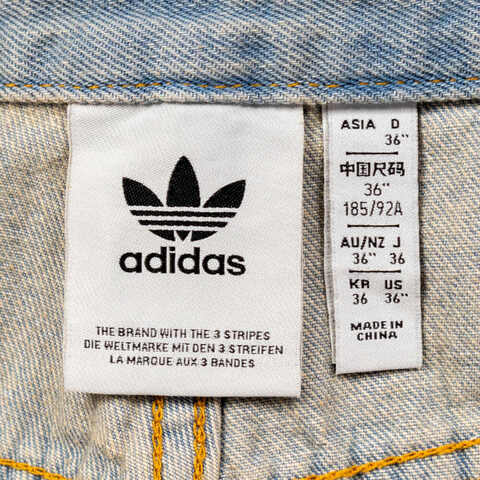 adidas
THE BRAND WITH THE 3 STRIPES
DIE WELTMARKE MIT DEN 3 STREIFEN
LA MARQUE AUX 3 BANDES
ASIA D
36"
中国尺码
36"
185/92A
AU/NZ J
36" 36
KR US
36 36"
MADE IN
CHINA